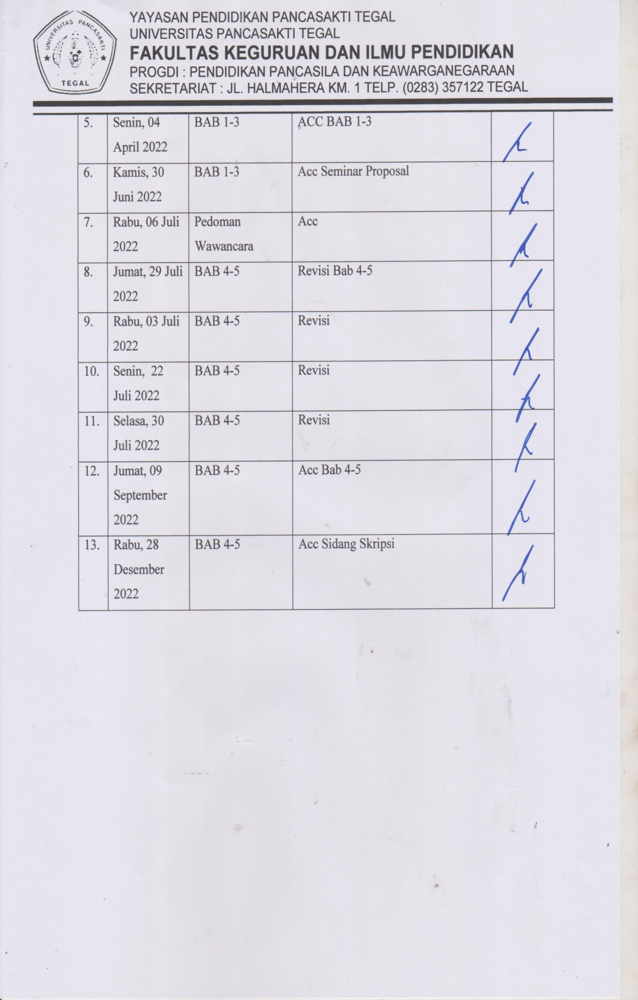 UNIVERSITAS PANCASAKTI
TEGAL
YAYASAN PENDIDIKAN PANCASAKTI TEGAL
UNIVERSITAS PANCASAKTI TEGAL
FAKULTAS KEGURUAN DAN ILMU PENDIDIKAN
PROGDI : PENDIDIKAN PANCASILA DAN KEAWARGANEGARAAN
SEKRETARIAT : JL. HALMAHERA KM. 1 TELP. (0283) 357122 TEGAL
5. Senin, 04 BAB 1-3 ACC BAB 1-3
April 2022
6. Kamis, 30 BAB 1-3 Acc Seminar Proposal
Juni 2022
7. Rabu, 06 Juli Pedoman Acc
2022 Wawancara
8. Jumat, 29 Juli BAB 4-5 Revisi Bab 4-5
2022
9. Rabu, 03 Juli BAB 4-5 Revisi
2022
10. Senin, 22 BAB 4-5 Revisi
Juli 2022
11. Selasa, 30 BAB 4-5 Revisi
Juli 2022
12. Jumat, 09 BAB 4-5 Acc Bab 4-5
September
2022
13. Rabu, 28 BAB 4-5 Acc Sidang Skripsi
Desember
2022